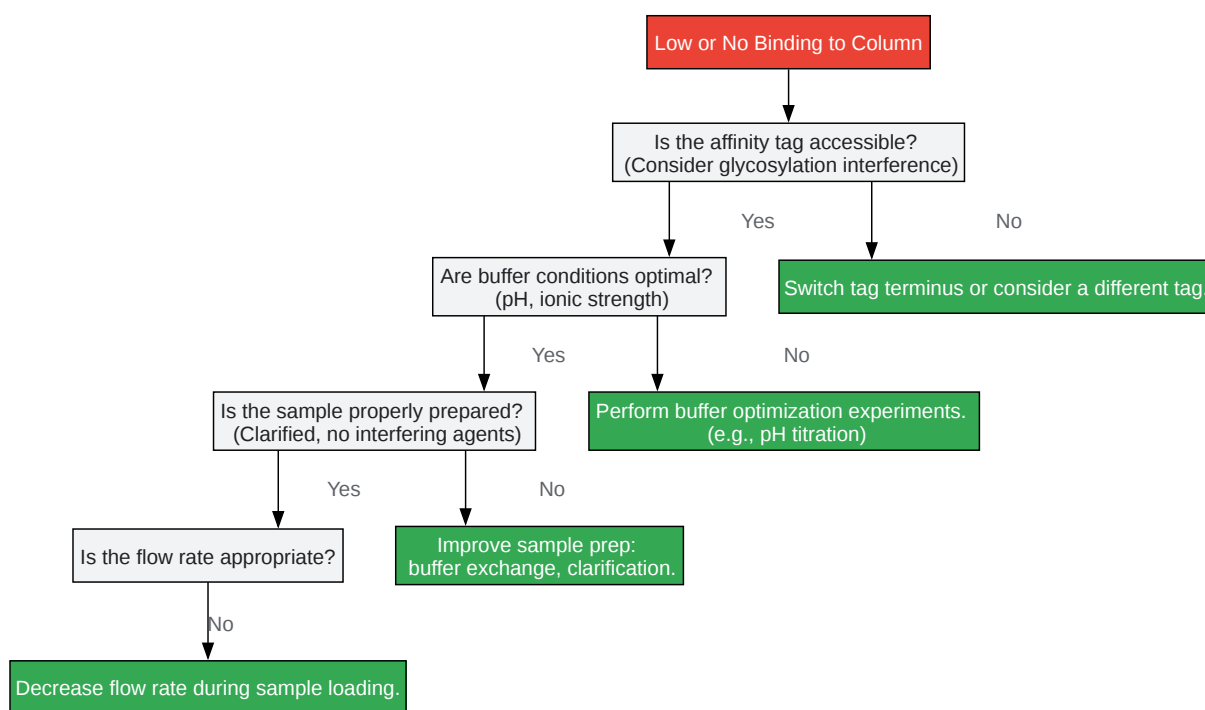 Low or No Binding to Column
Is the affinity tag accessible?
(Consider glycosylation interference)
Yes
No
Are buffer conditions optimal?
(pH, ionic strength)
Switch tag terminus or consider a different tag.
Yes
No
Is the sample properly prepared?
(Clarified, no interfering agents)
Perform buffer optimization experiments.
(e.g., pH titration)
Yes
No
Is the flow rate appropriate?
Improve sample prep:
buffer exchange, clarification.
No
Decrease flow rate during sample loading.